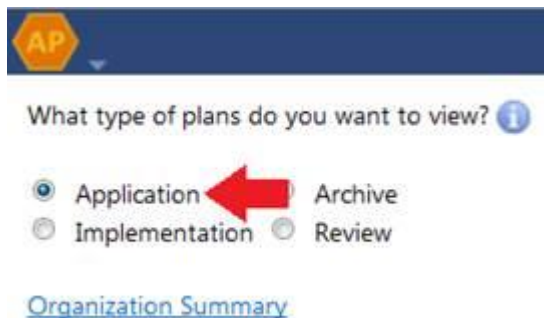 AP
What type of plans do you want to view?
Application Archive
Implementation Review
Organization Summary